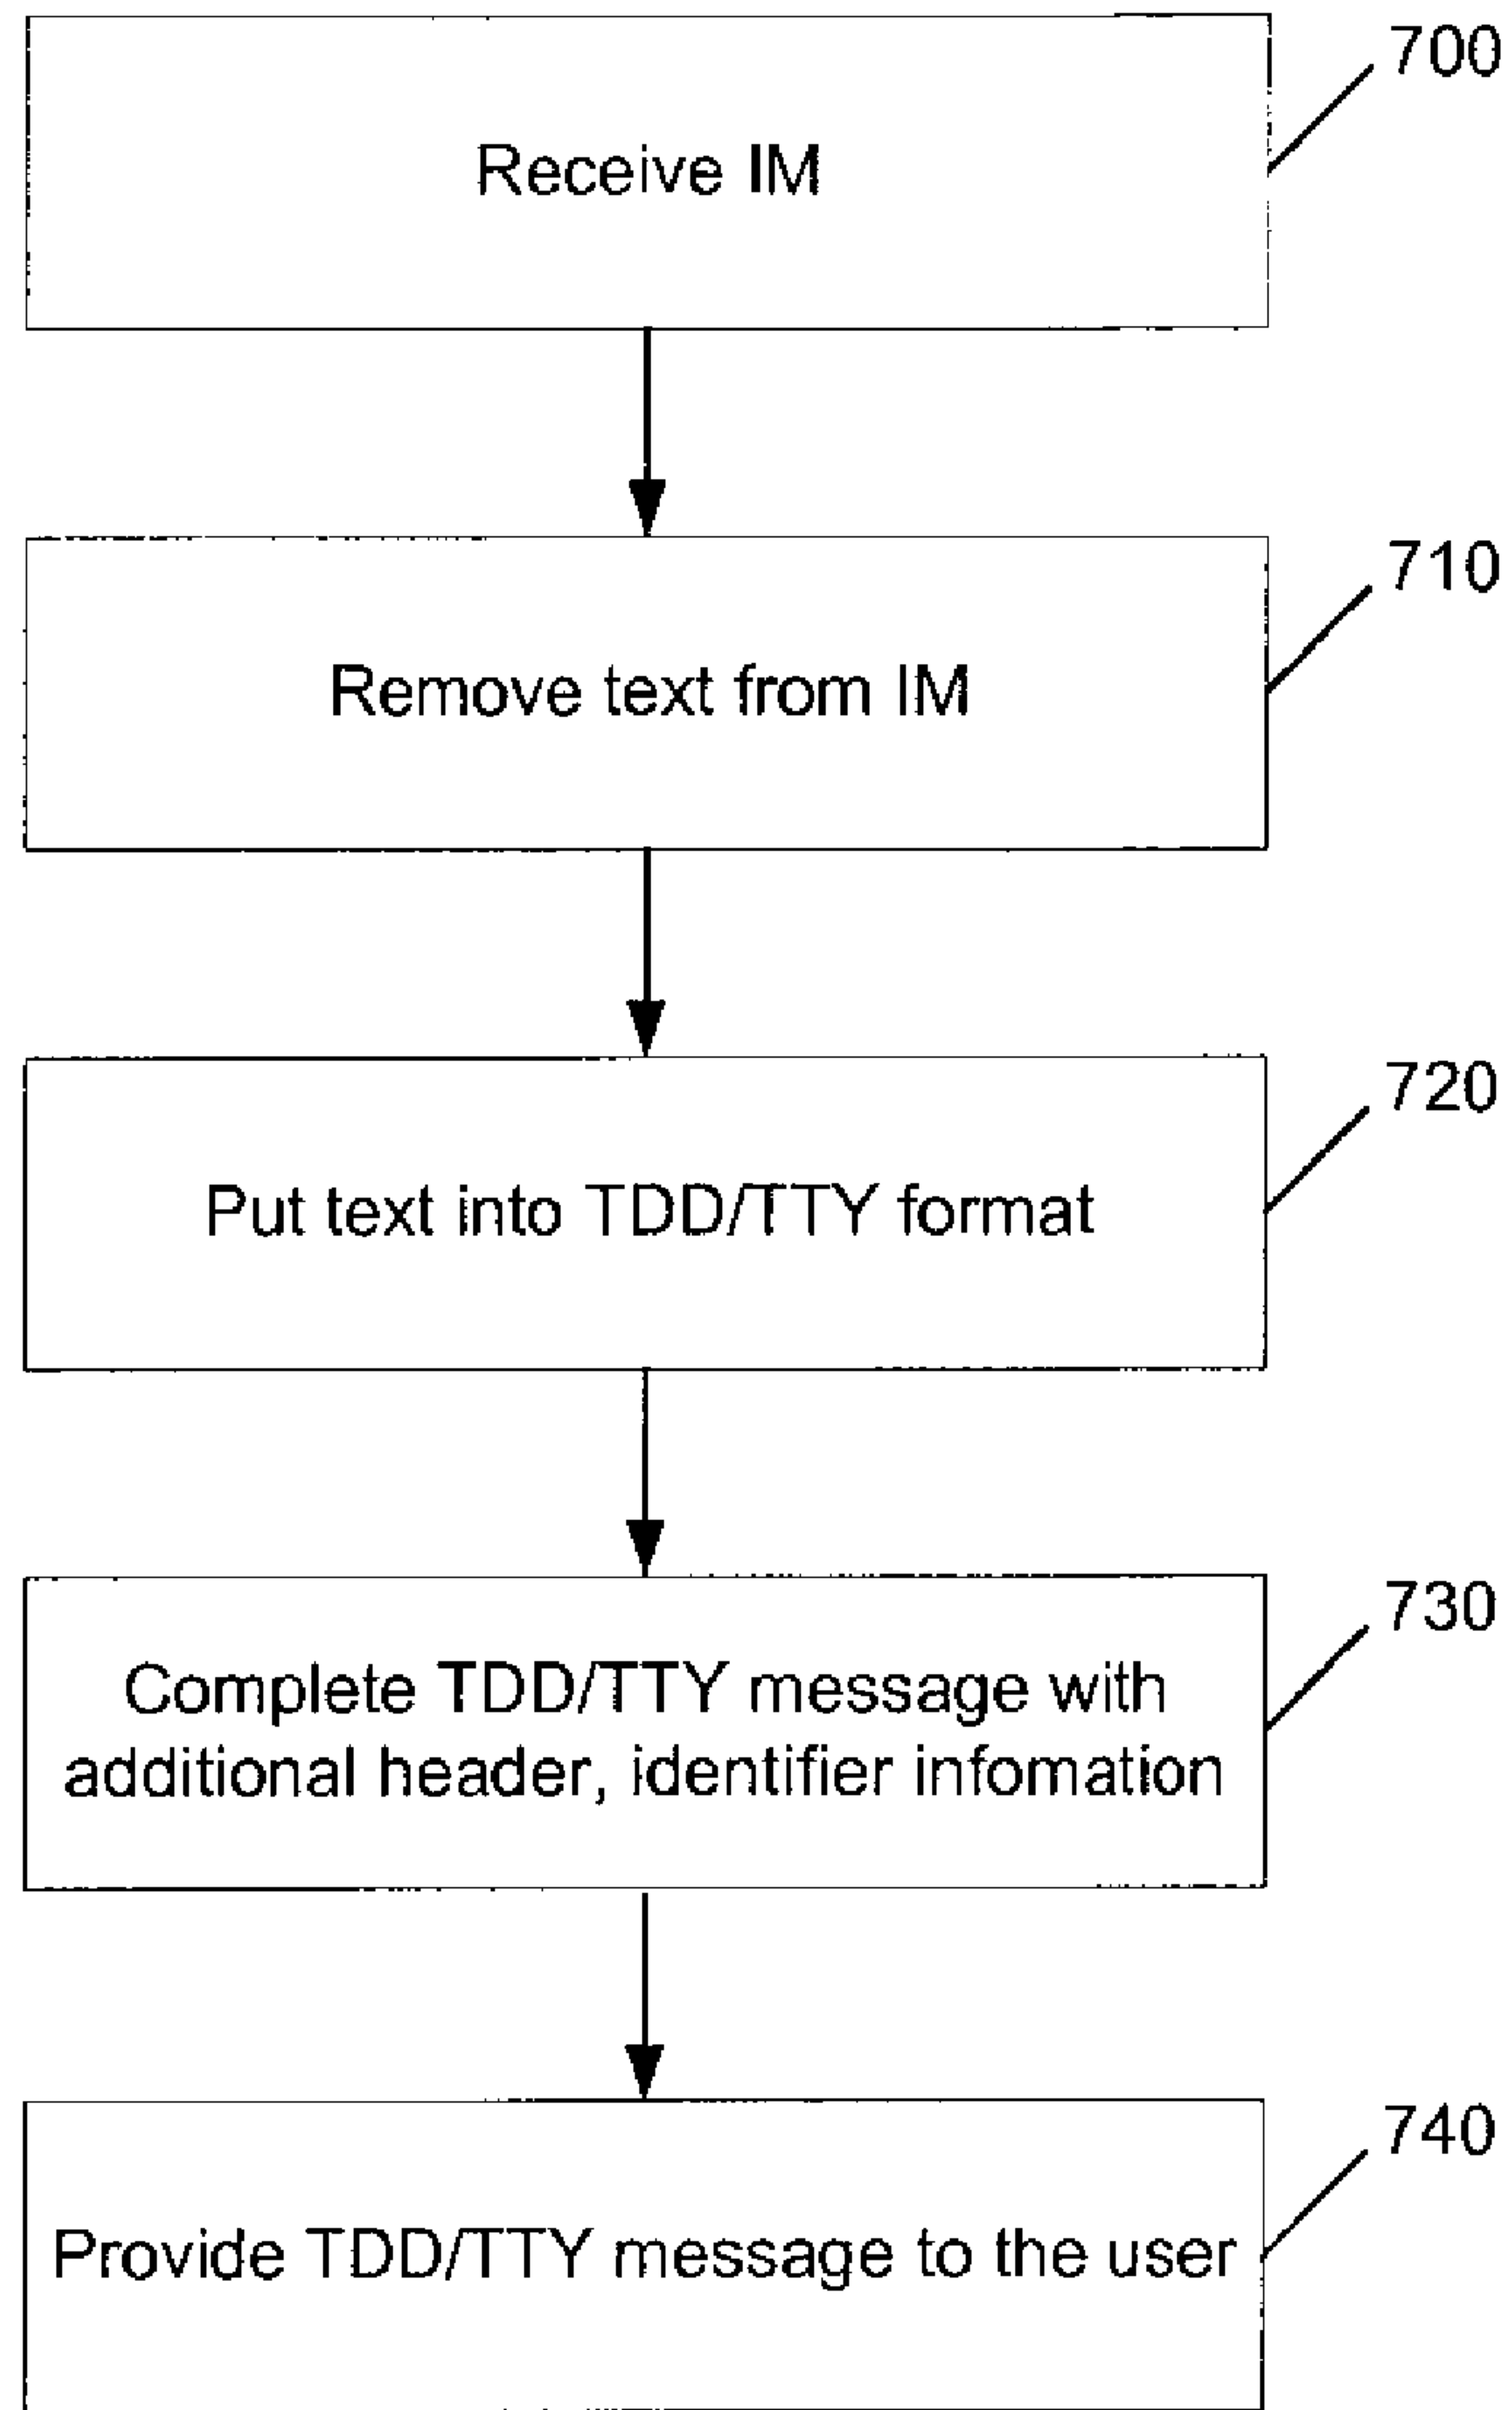 700
Receive IM
710
Remove text from IM
720
Put text into TDD/TTY format
730
Complete TDD/TTY message with
additional header, identifier infomation
740
Provide TDD/TTY message to the user